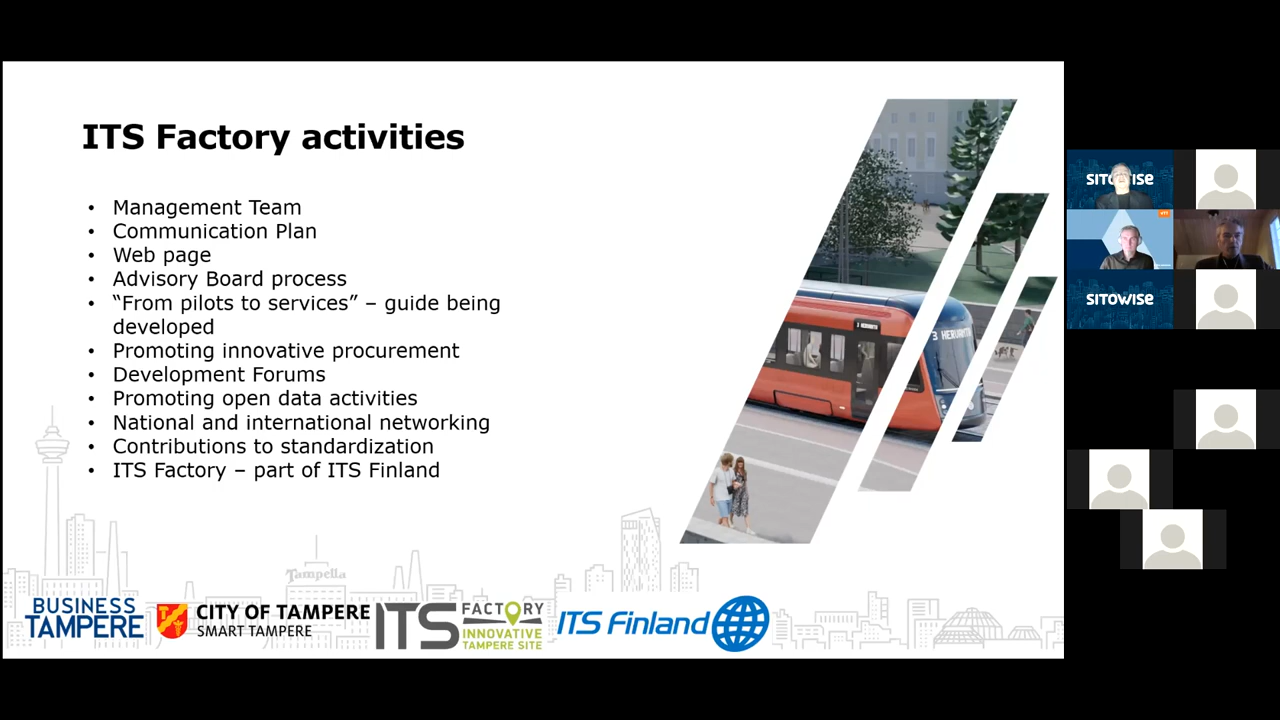 ITS Factory activities
• Management Team
• Communication Plan
• Web page
• Advisory Board process
• “From pilots to services” – guide being
developed
• Promoting innovative procurement
• Development Forums
• Promoting open data activities
• National and international networking
• Contributions to standardization
• ITS Factory – part of ITS Finland
3 HERVANTA
3 HERVANTA
Tampella
BUSINESS
TAMPERE
CITY OF TAMPERE
SMART TAMPERE
ITS FACTORY
INNOVATIVE
TAMPERE SITE
ITS Finland
SITOWISE
SITOWISE